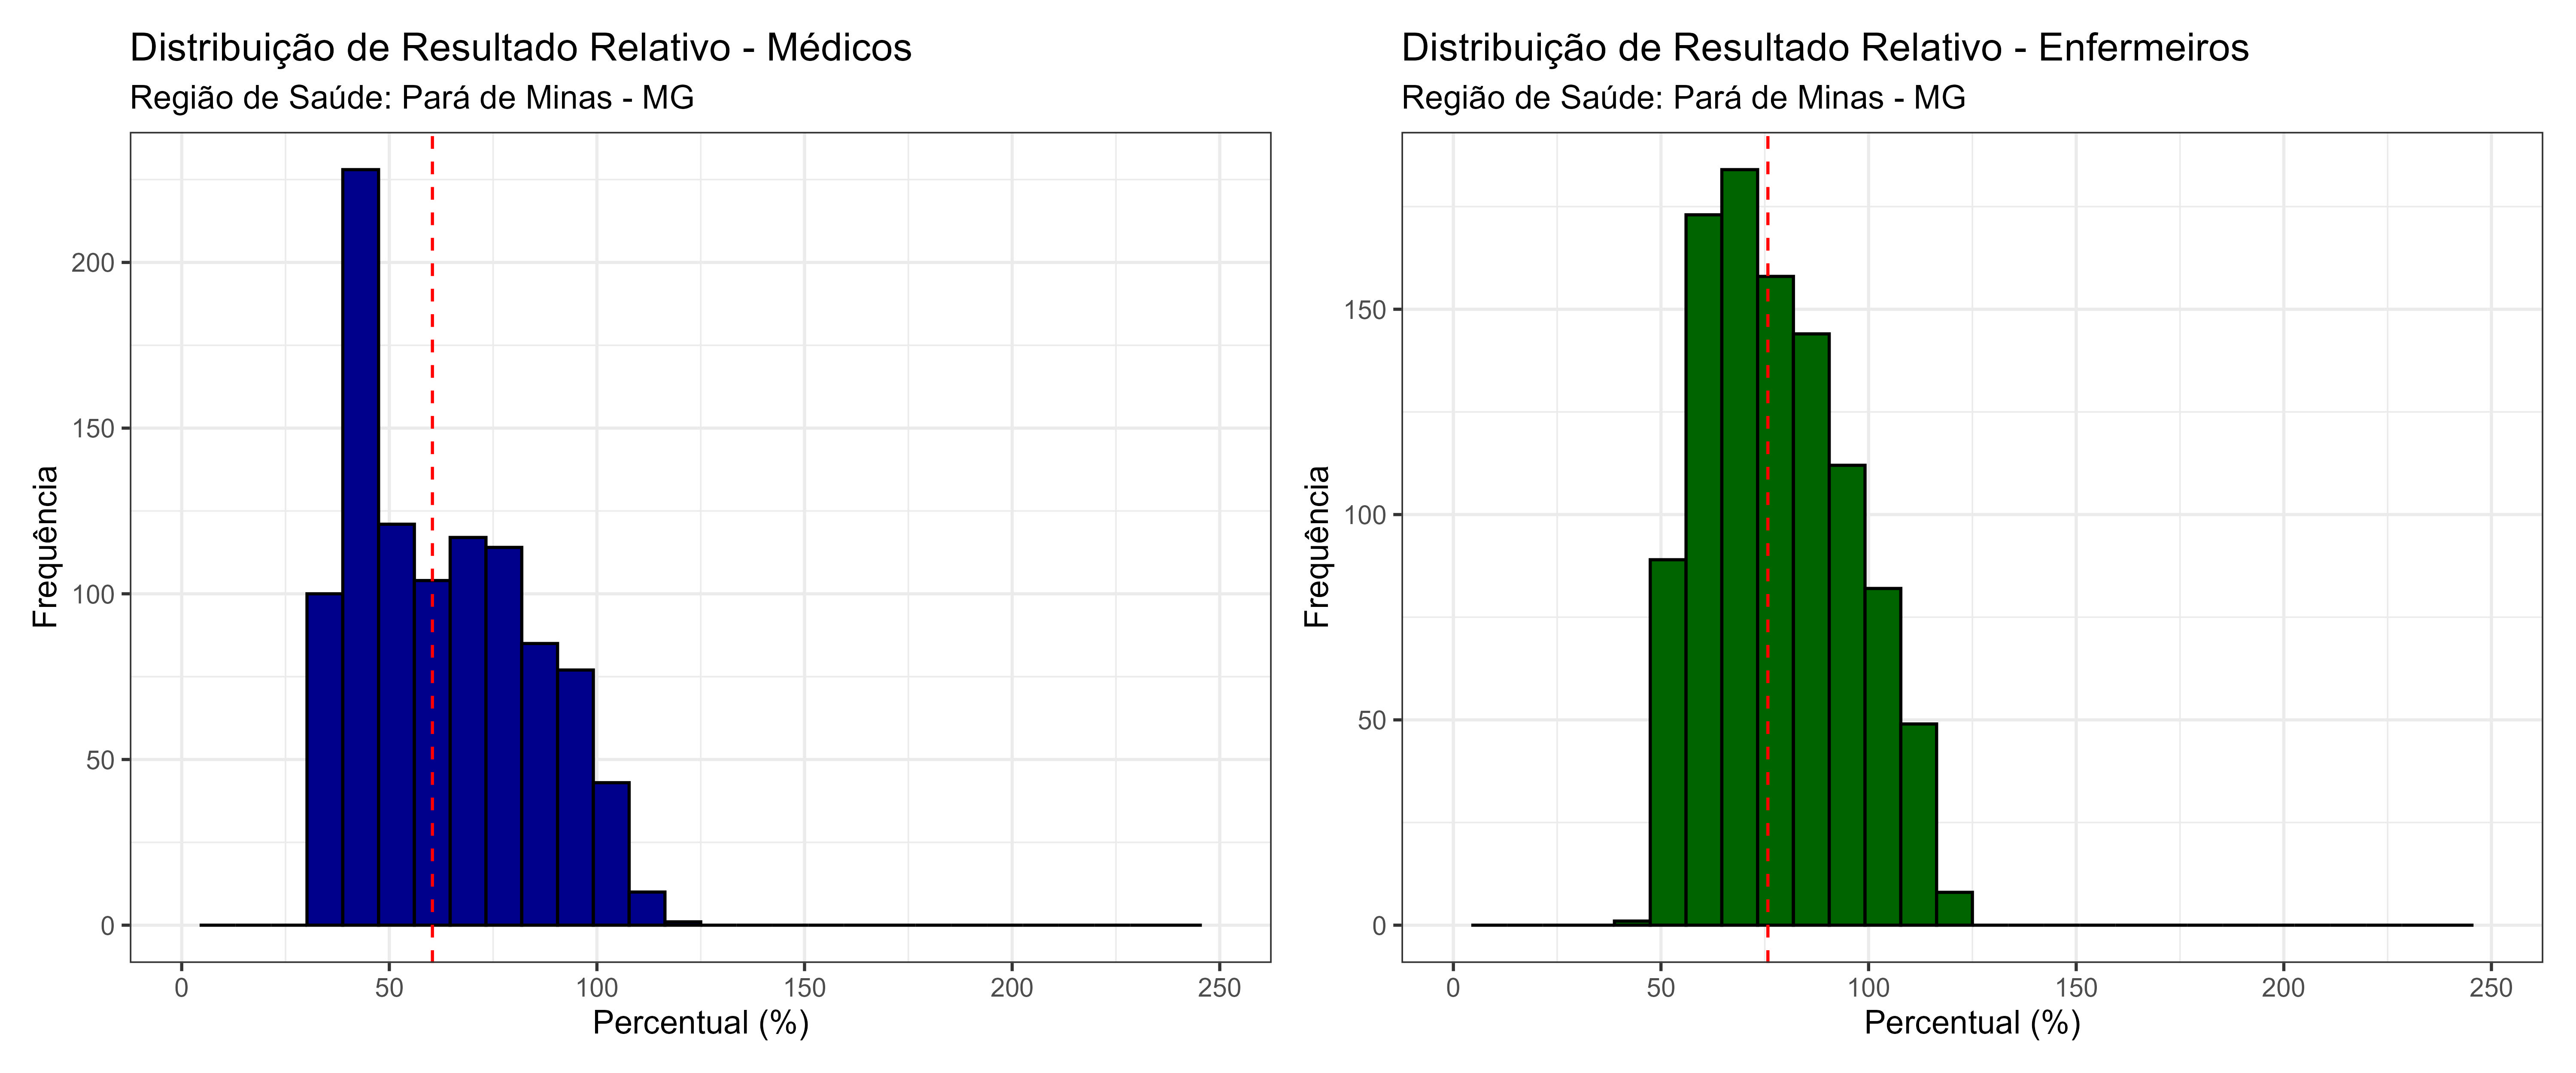 Distribuição de Resultado Relativo - Médicos
Região de Saúde: Pará de Minas - MG
Frequência
200
150
100
50
0
0 50 100 150 200 250
Percentual (%)
Distribuição de Resultado Relativo - Enfermeiros
Região de Saúde: Pará de Minas - MG
Frequência
150
100
50
0
0 50 100 150 200 250
Percentual (%)